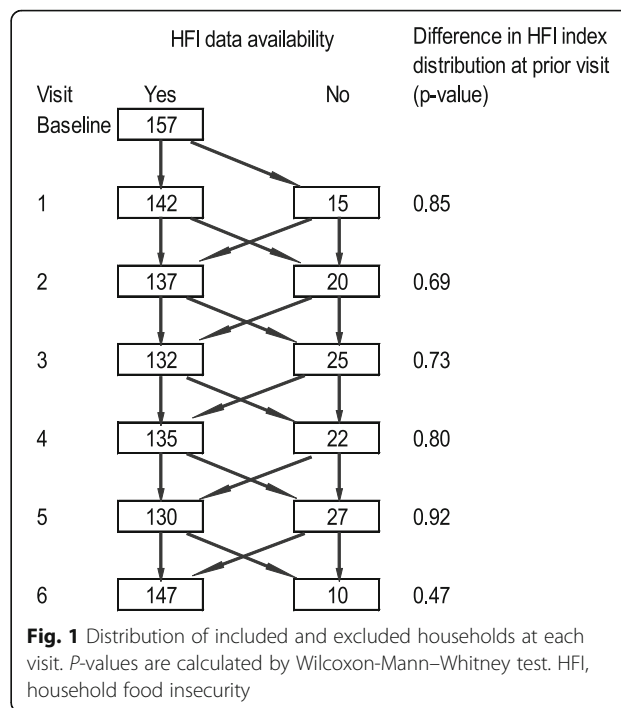 HFI data availability Difference in HFI index
distribution at prior visit
Visit Yes No (p-value)
Baseline 157
1 142 15 0.85
2 137 20 0.69
3 132 25 0.73
4 135 22 0.80
5 130 27 0.92
6 147 10 0.47
Fig. 1 Distribution of included and excluded households at each
visit. P-values are calculated by Wilcoxon-Mann–Whitney test. HFI,
household food insecurity